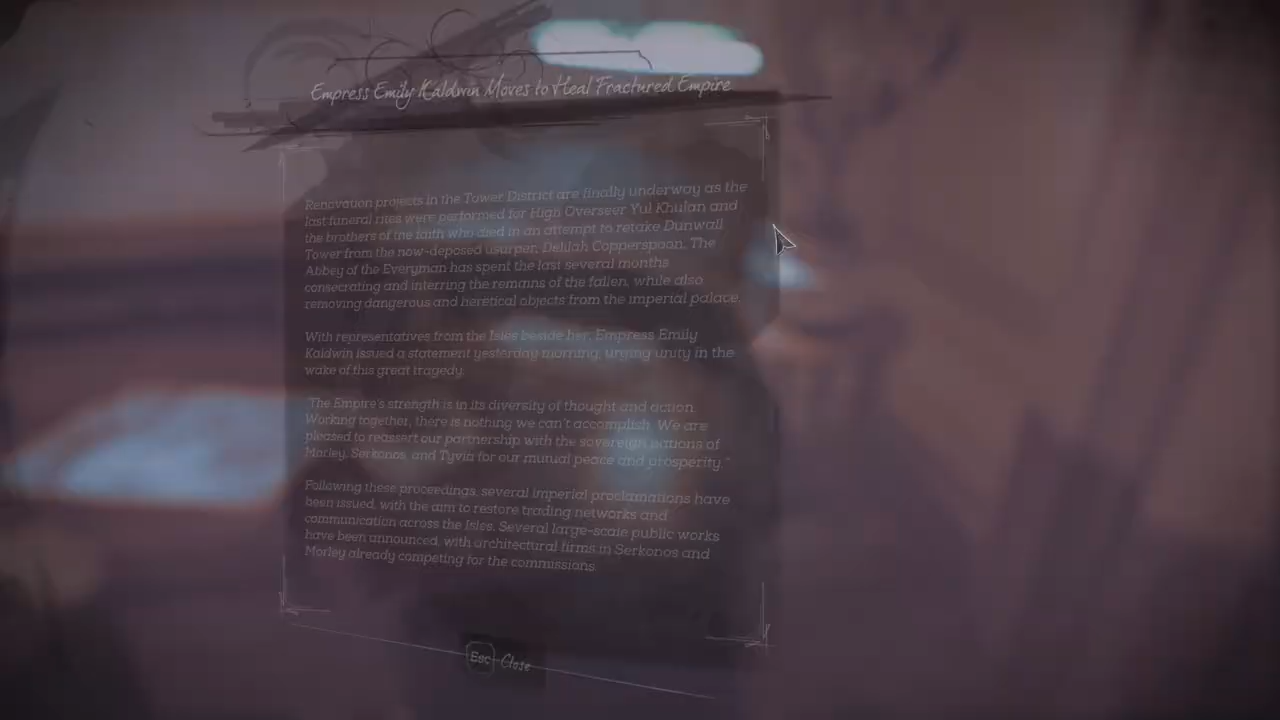 Empress Emily Kaldwin Moves to Heal Fractured Empire
Renovation projects in the Tower District are finally underway as the
last funeral rites were performed for High Overseer Yul Khulan and
the brothers of the faith who died in an attempt to retake Dunwall
Tower from the now-deposed usurper, Delilah Copperspoon. The
Abbey of the Everyman has spent the last several months
consecrating and interring the remains of the fallen, while also
removing dangerous and heretical objects from the imperial palace.
With representatives from the Isles beside her, Empress Emily
Kaldwin issued a statement yesterday morning, urging unity in the
wake of this great tragedy.
"The Empire's strength is in its diversity of thought and action.
Working together, there is nothing we can't accomplish. We are
pleased to reassert our partnership with the sovereign nations of
Morley, Serkonos, and Tyvia for our mutual peace and prosperity."
Following these proceedings, several imperial proclamations have
been issued, with the aim to restore trading networks and
communication across the Isles. Several large-scale public works
have been announced, with architectural firms in Serkonos and
Morley already competing for the commissions.
Esc Close